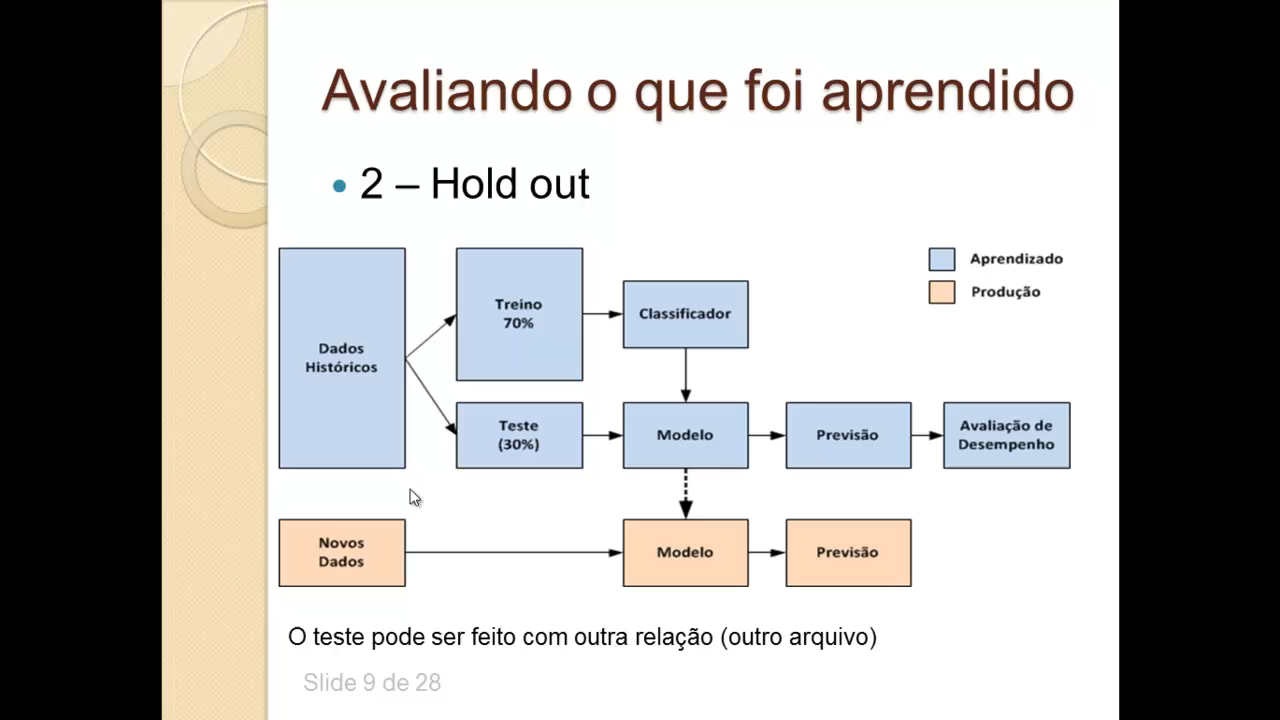 Avaliando o que foi aprendido
• 2 – Hold out
Dados
Históricos
Treino
70%
Classificador
Aprendizado
Produção
Teste
(30%)
Modelo
Previsão
Avaliação de
Desempenho
Novos
Dados
Modelo
Previsão
O teste pode ser feito com outra relação (outro arquivo)
Slide 9 de 28